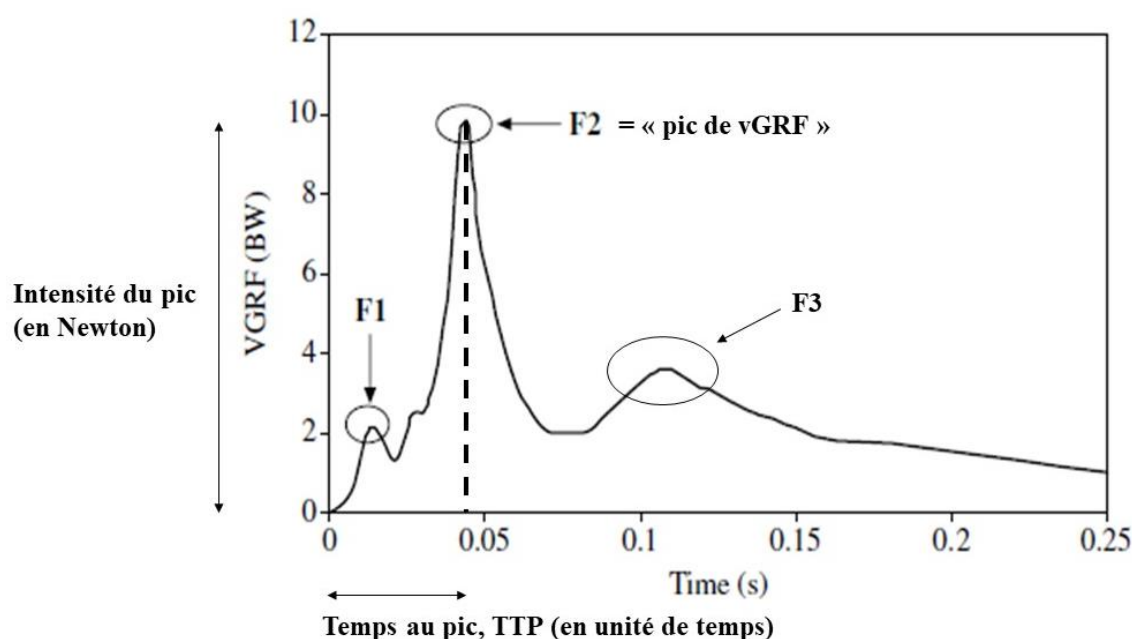 12
10
8
6
4
2
0
VGRF (BW)
Intensité du pic
(en Newton)
F1
F2 = « pic de vGRF »
F3
0 0.05 0.1 0.15 0.2 0.25
Time (s)
Temps au pic, TTP (en unité de temps)